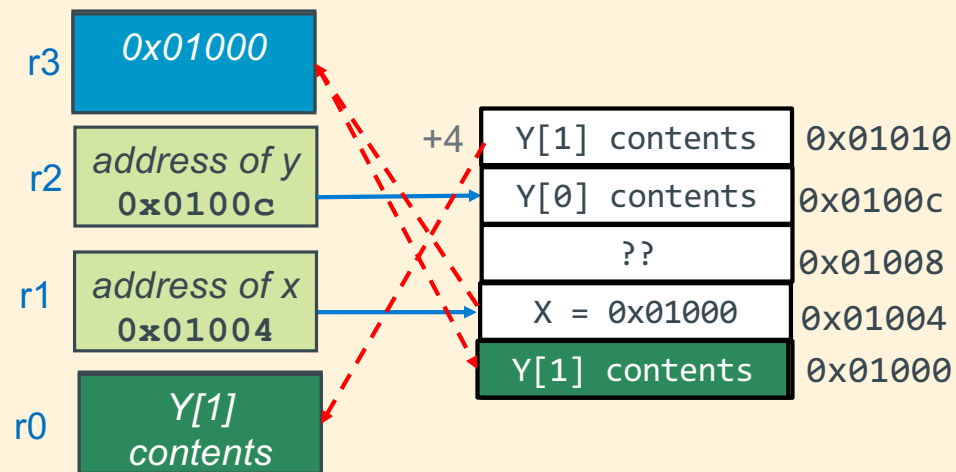 r3
0x01000
r2
address of y
0x0100c
r1
address of x
0x01004
r0
Y[1]
contents
+4
Y[1] contents
0x01010
Y[0] contents
0x0100c
??
0x01008
X = 0x01000
0x01004
Y[1] contents
0x01000